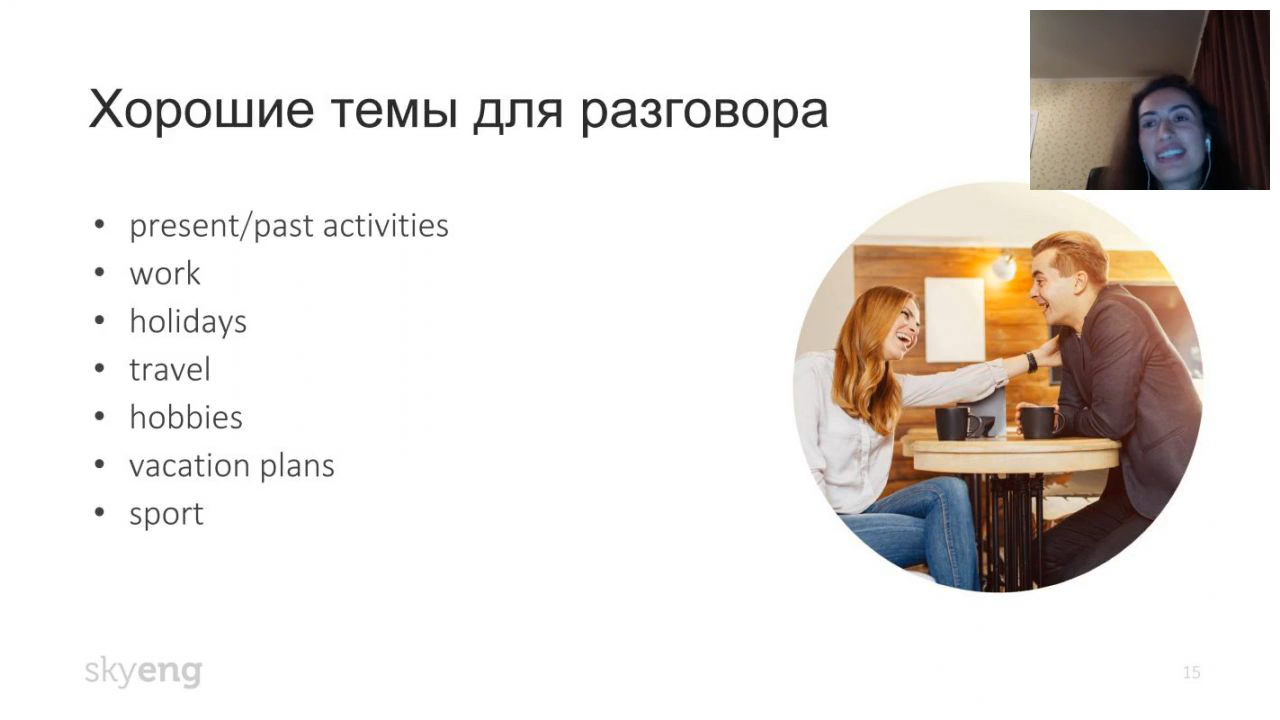 Хорошие темы для разговора
• present/past activities
• work
• holidays
• travel
• hobbies
• vacation plans
• sport
skyeng
15